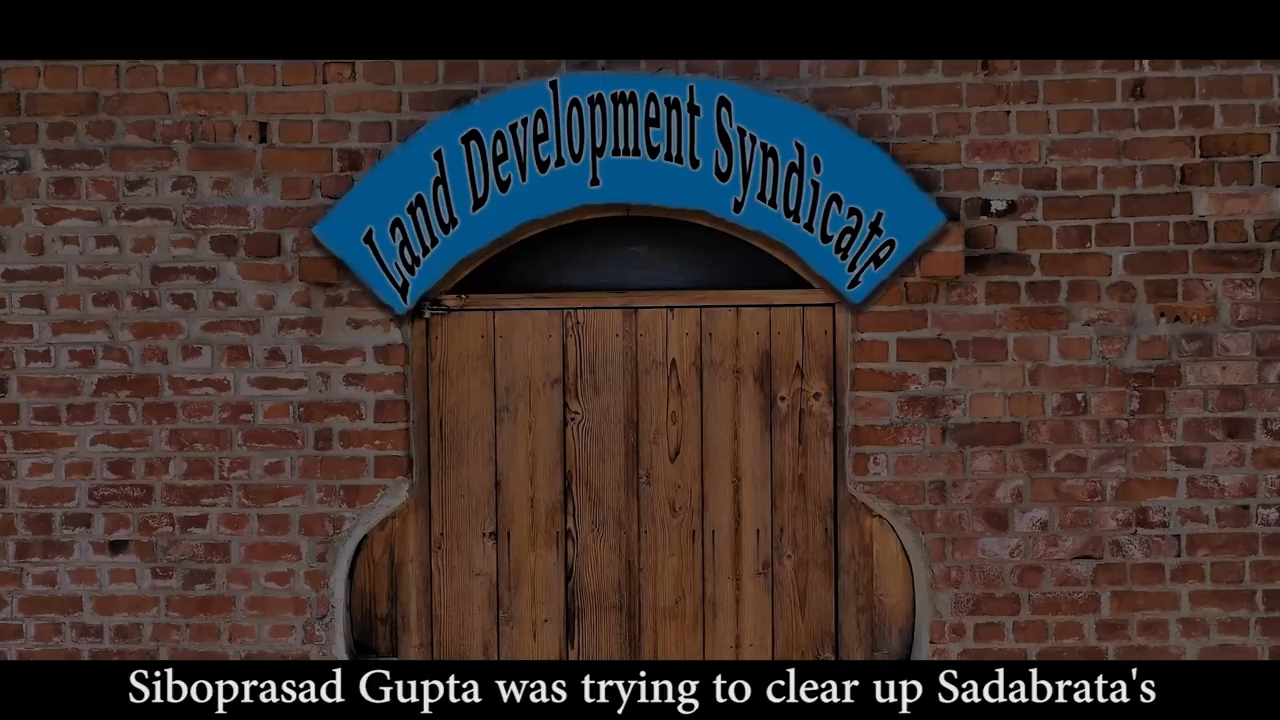 Land Development Syndicate
Siboprasad Gupta was trying to clear up Sadabrata's